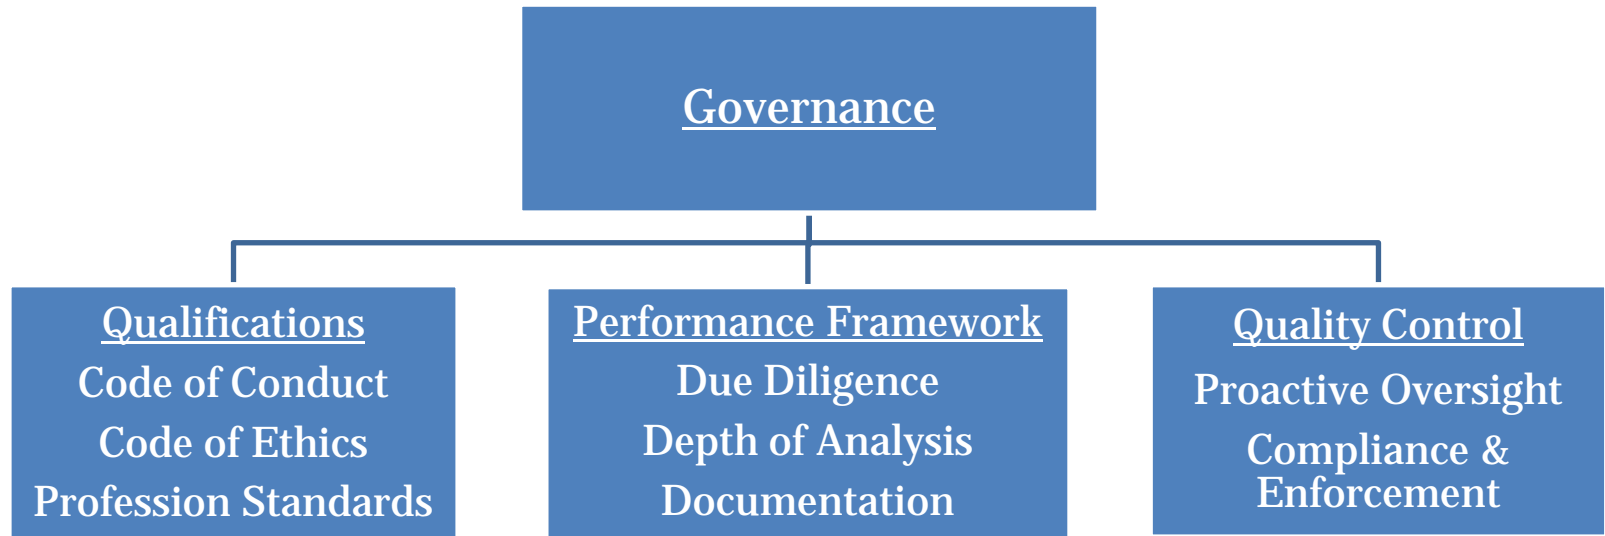 Governance
Qualifications
Code of Conduct
Code of Ethics
Profession Standards
Performance Framework
Due Diligence
Depth of Analysis
Documentation
Quality Control
Proactive Oversight
Compliance &
Enforcement